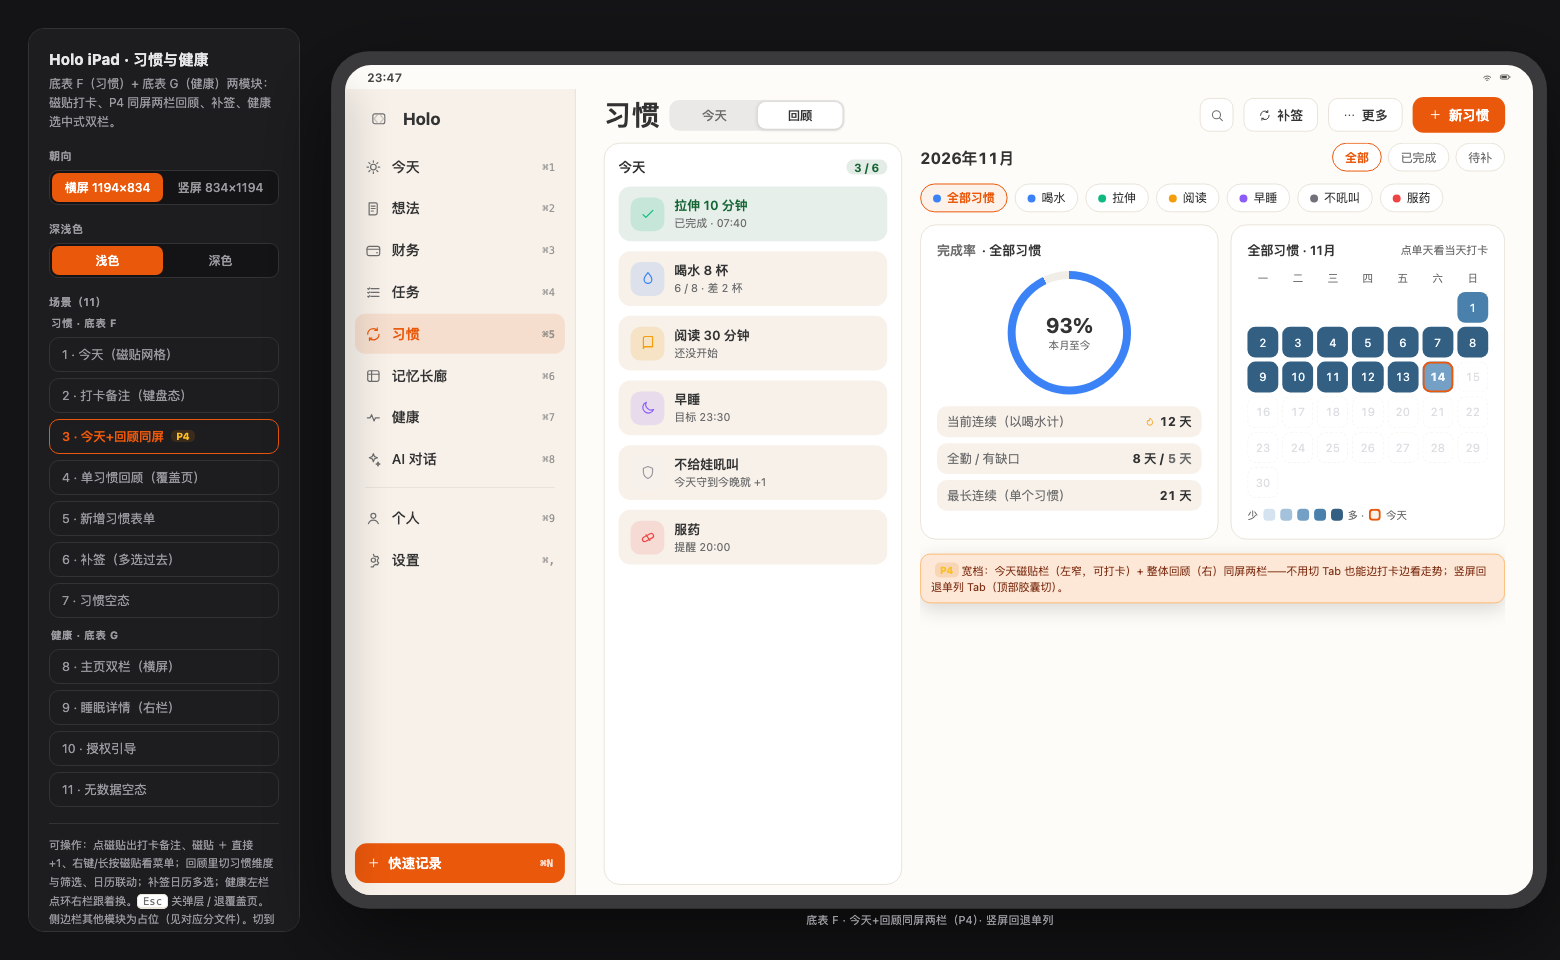 Holo iPad · 习惯与健康
底表 F（习惯）+ 底表 G（健康）两模块：
磁贴打卡、P4 同屏两栏回顾、补签、健康
选中式双栏。
朝向
横屏 1194×834
竖屏 834×1194
深浅色
浅色
深色
场景（11）
习惯 · 底表 F
1 · 今天（磁贴网格）
2 · 打卡备注（键盘态）
3 · 今天+回顾同屏 P4
4 · 单习惯回顾（覆盖页）
5 · 新增习惯表单
6 · 补签（多选过去）
7 · 习惯空态
健康 · 底表 G
8 · 主页双栏（横屏）
9 · 睡眠详情（右栏）
10 · 授权引导
11 · 无数据空态
可操作：点磁贴出打卡备注、磁贴 ＋ 直接
+1、右键/长按磁贴看菜单；回顾里切习惯维度
与筛选、日历联动；补签日历多选；健康左栏
点环右栏跟着换。 Esc 关弹层 / 退覆盖页。
侧边栏其他模块为占位（见对应分文件）。切到
23:47
Holo
今天 ⌘1
想法 ⌘2
财务 ⌘3
任务 ⌘4
习惯 ⌘5
记忆长廊 ⌘6
健康 ⌘7
AI 对话 ⌘8
个人 ⌘9
设置 ⌘,
＋ 快速记录 ⌘N
习惯
今天
回顾
补签
··· 更多
＋ 新习惯
今天 3 / 6
拉伸 10 分钟
已完成 · 07:40
喝水 8 杯
6 / 8 · 差 2 杯
阅读 30 分钟
还没开始
早睡
目标 23:30
不给娃吼叫
今天守到今晚就 +1
服药
提醒 20:00
2026年11月
全部
已完成
待补
全部习惯
喝水
拉伸
阅读
早睡
不吼叫
服药
完成率 · 全部习惯
93%
本月至今
当前连续（以喝水计） 12 天
全勤 / 有缺口 8 天 / 5 天
最长连续（单个习惯） 21 天
全部习惯 · 11月 点单天看当天打卡
一 二 三 四 五 六 日
1
2 3 4 5 6 7 8
9 10 11 12 13 14 15
16 17 18 19 20 21 22
23 24 25 26 27 28 29
30
少 多 · 今天
P4 宽档：今天磁贴栏（左窄，可打卡）+ 整体回顾（右）同屏两栏——不用切 Tab 也能边打卡边看走势；竖屏回
退单列 Tab（顶部胶囊切）。
底表 F · 今天+回顾同屏两栏（P4）· 竖屏回退单列